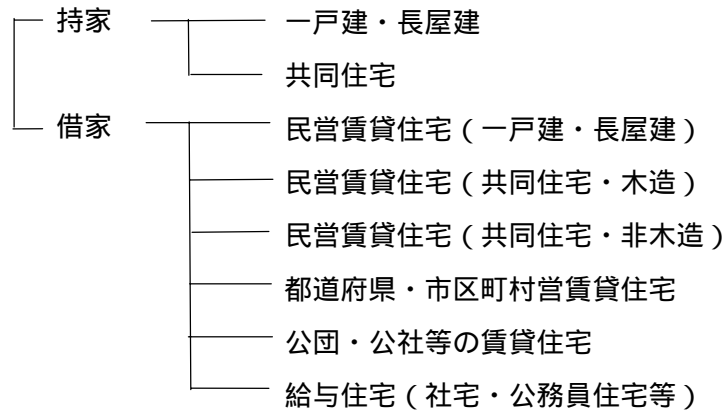 持家 一戸建・長屋建
共同住宅
借家 民営賃貸住宅（一戸建・長屋建）
民営賃貸住宅（共同住宅・木造）
民営賃貸住宅（共同住宅・非木造）
都道府県・市区町村営賃貸住宅
公団・公社等の賃貸住宅
給与住宅（社宅・公務員住宅等）